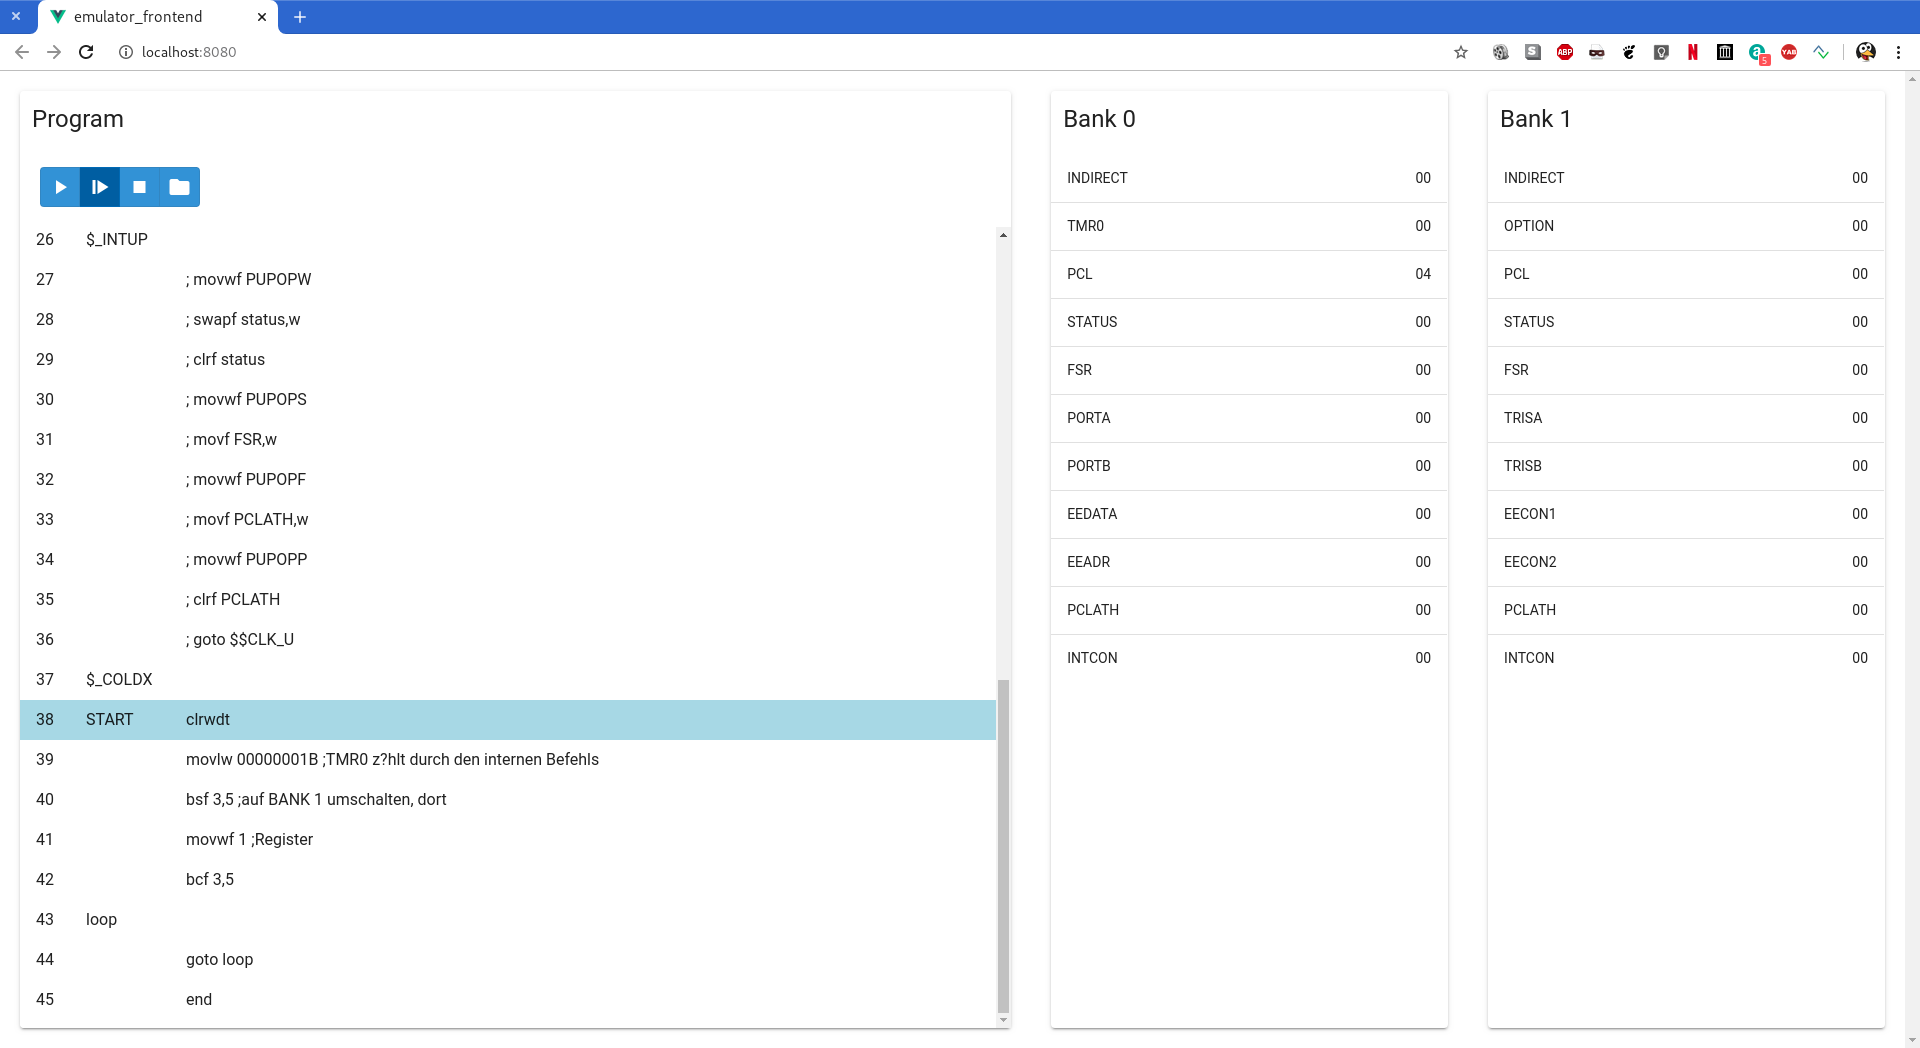 emulator_frontend
localhost:8080
ABP
S
N
a
5
YAB
Program
26 $_INTUP
27 ; movwf PUPOPW
28 ; swapf status,w
29 ; clrf status
30 ; movwf PUPOPS
31 ; movf FSR,w
32 ; movwf PUPOPF
33 ; movf PCLATH,w
34 ; movwf PUPOPP
35 ; clrf PCLATH
36 ; goto $$CLK_U
37 $_COLDX
38 START clrwdt
39 movlw 00000001B ;TMR0 z?hlt durch den internen Befehls
40 bsf 3,5 ;auf BANK 1 umschalten, dort
41 movwf 1 ;Register
42 bcf 3,5
43 loop
44 goto loop
45 end
Bank 0
INDIRECT 00
TMR0 00
PCL 04
STATUS 00
FSR 00
PORTA 00
PORTB 00
EEDATA 00
EEADR 00
PCLATH 00
INTCON 00
Bank 1
INDIRECT 00
OPTION 00
PCL 00
STATUS 00
FSR 00
TRISA 00
TRISB 00
EECON1 00
EECON2 00
PCLATH 00
INTCON 00